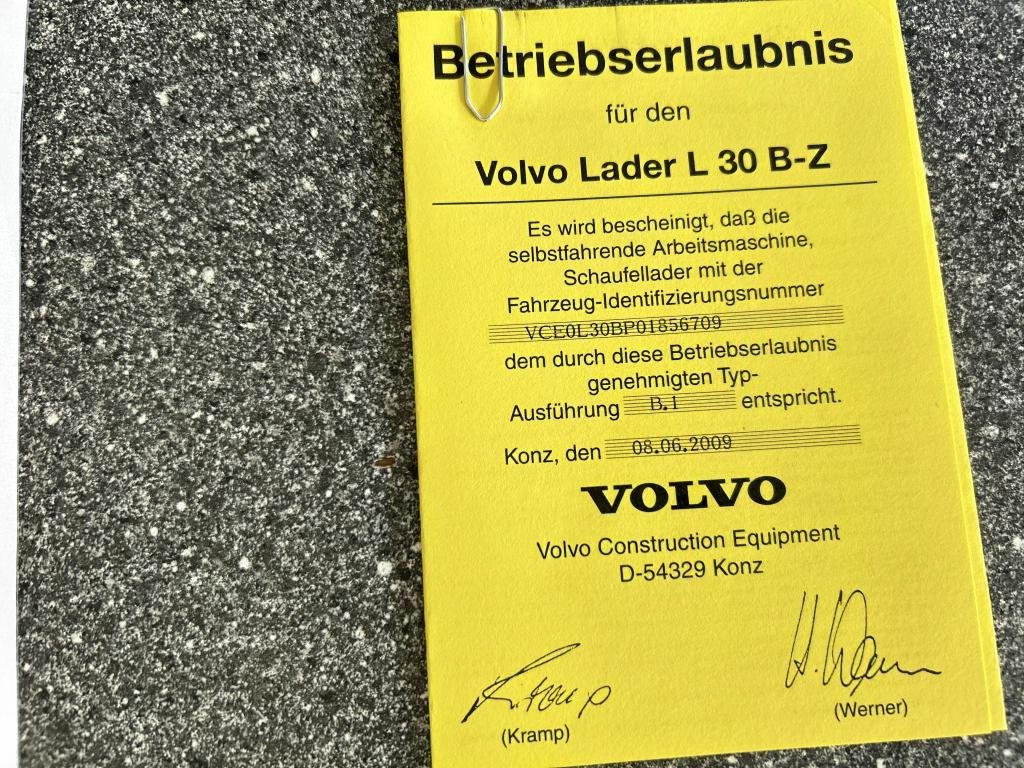 Betriebserlaubnis
für den
Volvo Lader L 30 B-Z
Es wird bescheinigt, daß die
selbstfahrende Arbeitsmaschine,
Schaufellader mit der
Fahrzeug-Identifizierungsnummer
VCE0L30BP01856709
dem durch diese Betriebserlaubnis
genehmigten Typ-
Ausführung B.1 entspricht.
Konz, den 08.06.2009
VOLVO
Volvo Construction Equipment
D-54329 Konz
K. Kramp H. Werner
(Kramp) (Werner)